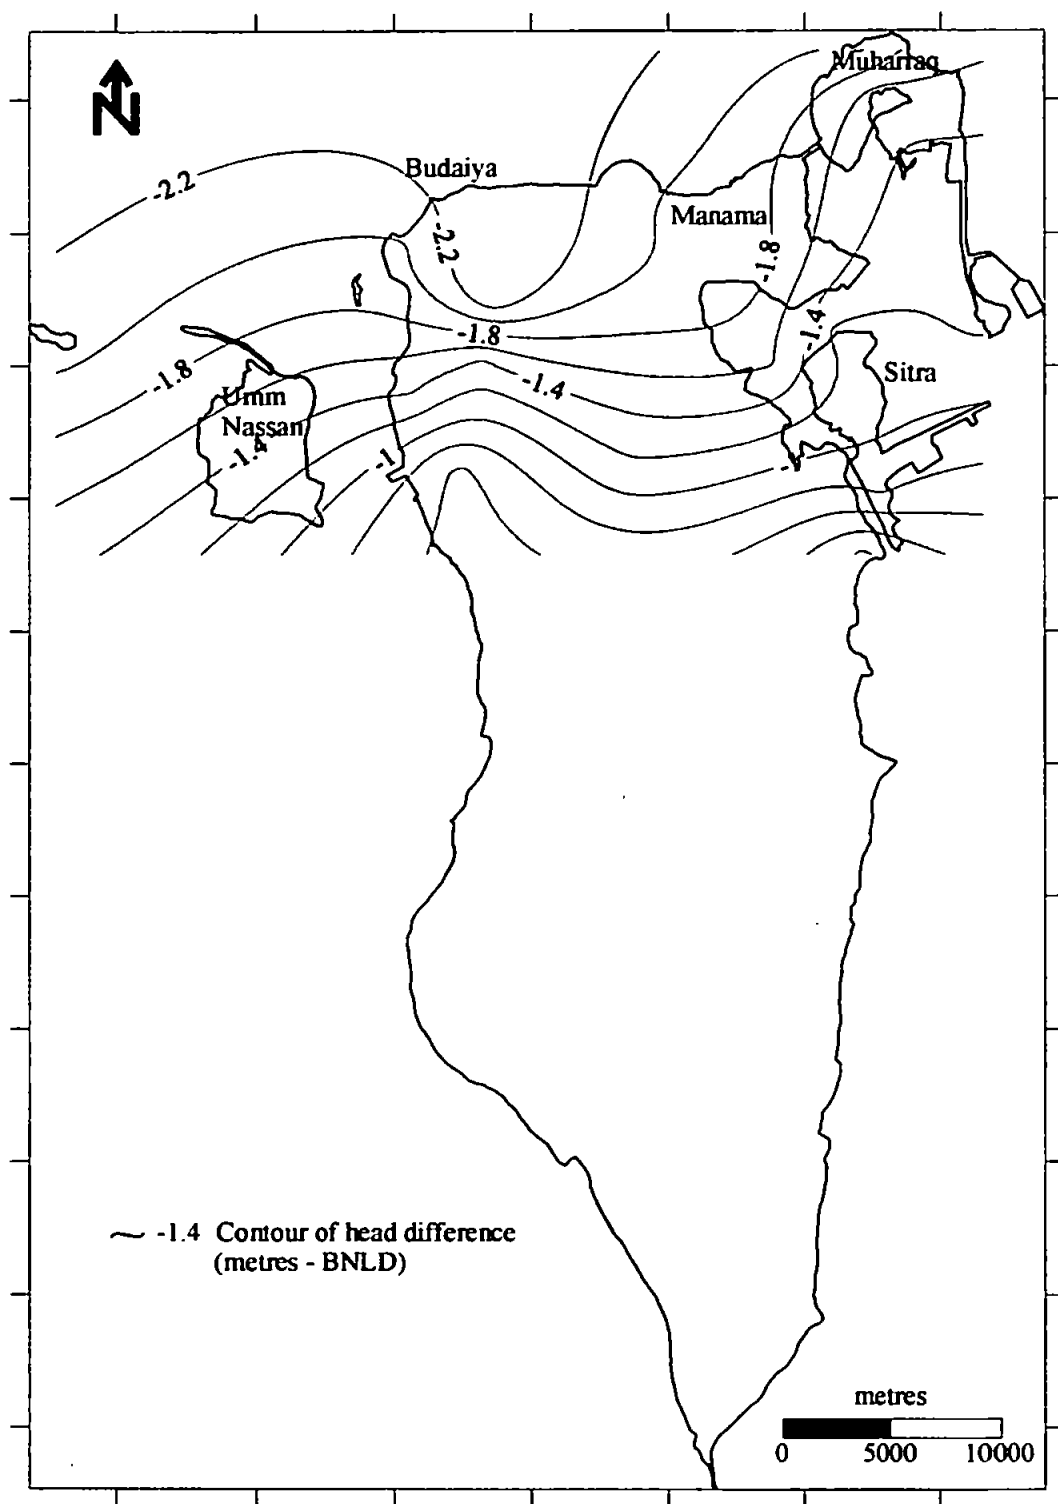 N
Muharraq
Budaiya
-2.2
Manama
-2.2
-1.8
-1.8
-1.4
-1.8
-1.4
Sitra
Umm
Nassan
-1.4
-1
-1
-1.4 Contour of head difference
(metres - BNLD)
metres
0 5000 10000